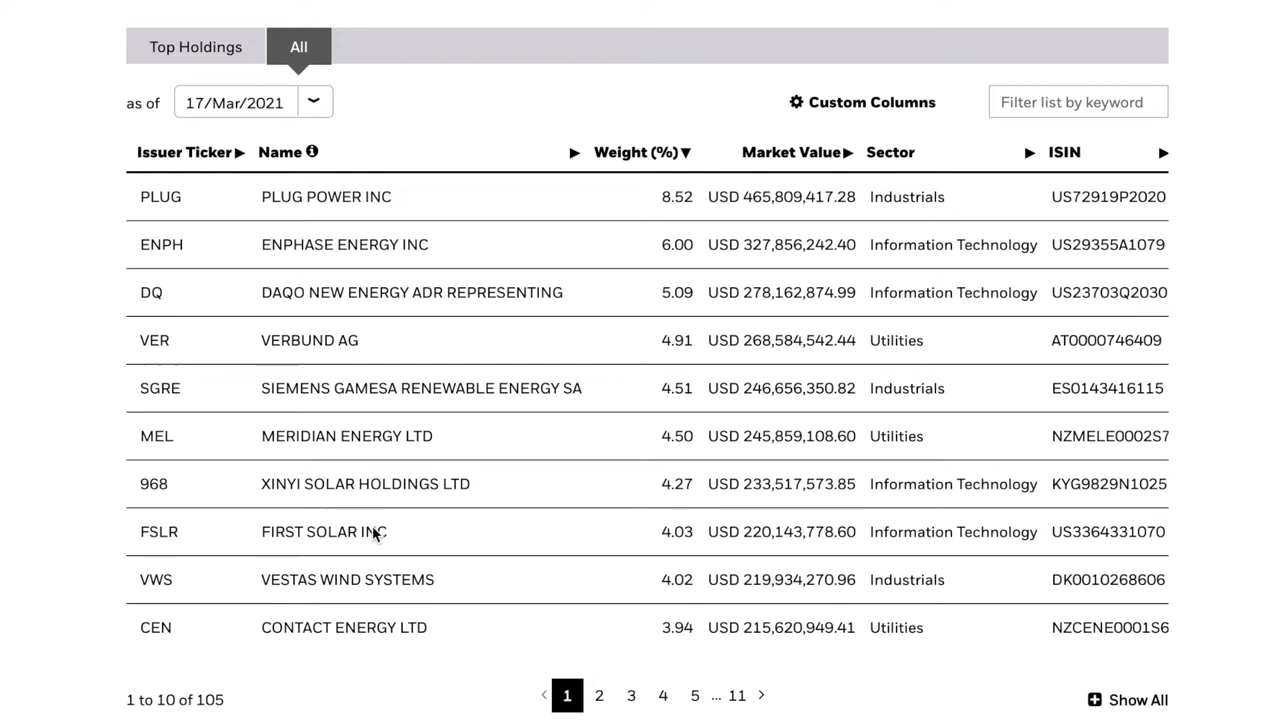 Top Holdings All
as of 17/Mar/2021 Custom Columns Filter list by keyword
Issuer Ticker Name Weight (%) Market Value Sector ISIN
PLUG PLUG POWER INC 8.52 USD 465,809,417.28 Industrials US72919P2020
ENPH ENPHASE ENERGY INC 6.00 USD 327,856,242.40 Information Technology US29355A1079
DQ DAQO NEW ENERGY ADR REPRESENTING 5.09 USD 278,162,874.99 Information Technology US23703Q2030
VER VERBUND AG 4.91 USD 268,584,542.44 Utilities AT0000746409
SGRE SIEMENS GAMESA RENEWABLE ENERGY SA 4.51 USD 246,656,350.82 Industrials ES0143416115
MEL MERIDIAN ENERGY LTD 4.50 USD 245,859,108.60 Utilities NZMELE0002S7
968 XINYI SOLAR HOLDINGS LTD 4.27 USD 233,517,573.85 Information Technology KYG9829N1025
FSLR FIRST SOLAR INC 4.03 USD 220,143,778.60 Information Technology US3364331070
VWS VESTAS WIND SYSTEMS 4.02 USD 219,934,270.96 Industrials DK0010268606
CEN CONTACT ENERGY LTD 3.94 USD 215,620,949.41 Utilities NZCENE0001S6
1 to 10 of 105 1 2 3 4 5 ... 11 Show All